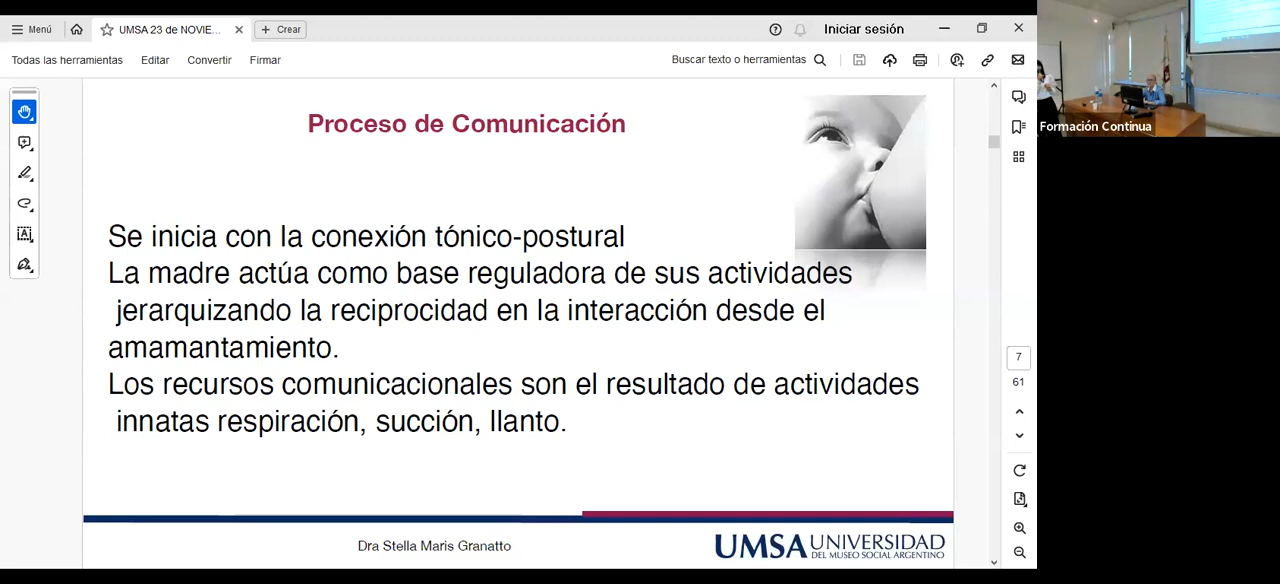 Menú
UMSA 23 de NOVIE...
Crear
Iniciar sesión
Todas las herramientas
Editar
Convertir
Firmar
Buscar texto o herramientas
Formación Continua
Proceso de Comunicación
Se inicia con la conexión tónico-postural
La madre actúa como base reguladora de sus actividades
jerarquizando la reciprocidad en la interacción desde el
amamantamiento.
Los recursos comunicacionales son el resultado de actividades
innatas respiración, succión, llanto.
7
61
Dra Stella Maris Granatto
UMSA UNIVERSIDAD
DEL MUSEO SOCIAL ARGENTINO